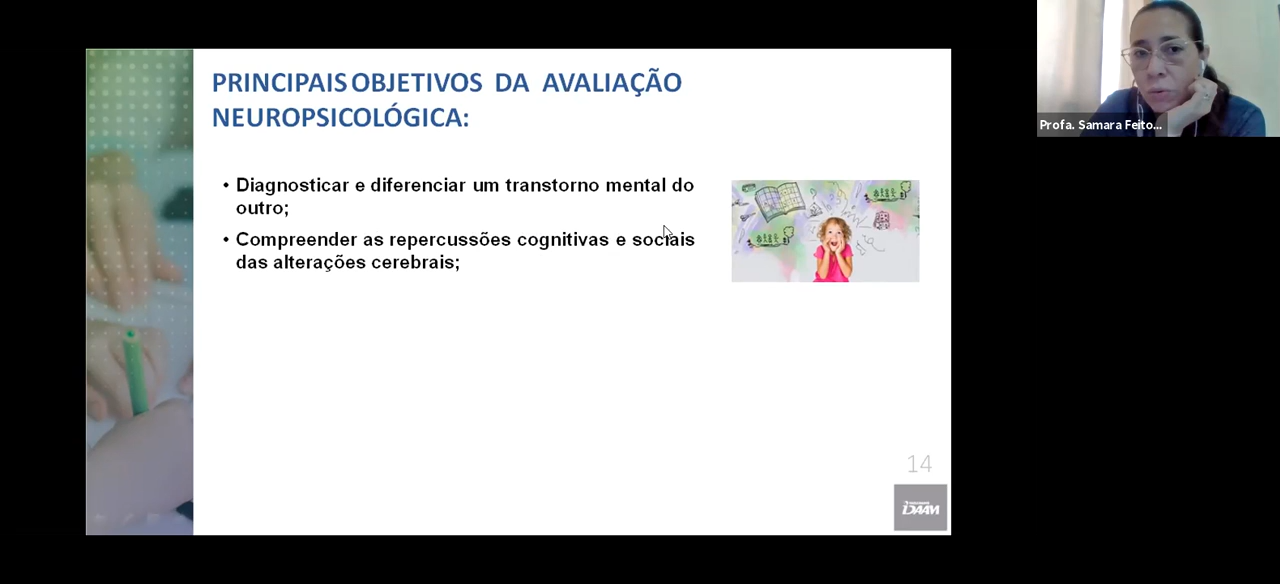 PRINCIPAIS OBJETIVOS DA AVALIAÇÃO
NEUROPSICOLÓGICA:
• Diagnosticar e diferenciar um transtorno mental do
outro;
• Compreender as repercussões cognitivas e sociais
das alterações cerebrais;
14
IDAAM
Profa. Samara Feito...